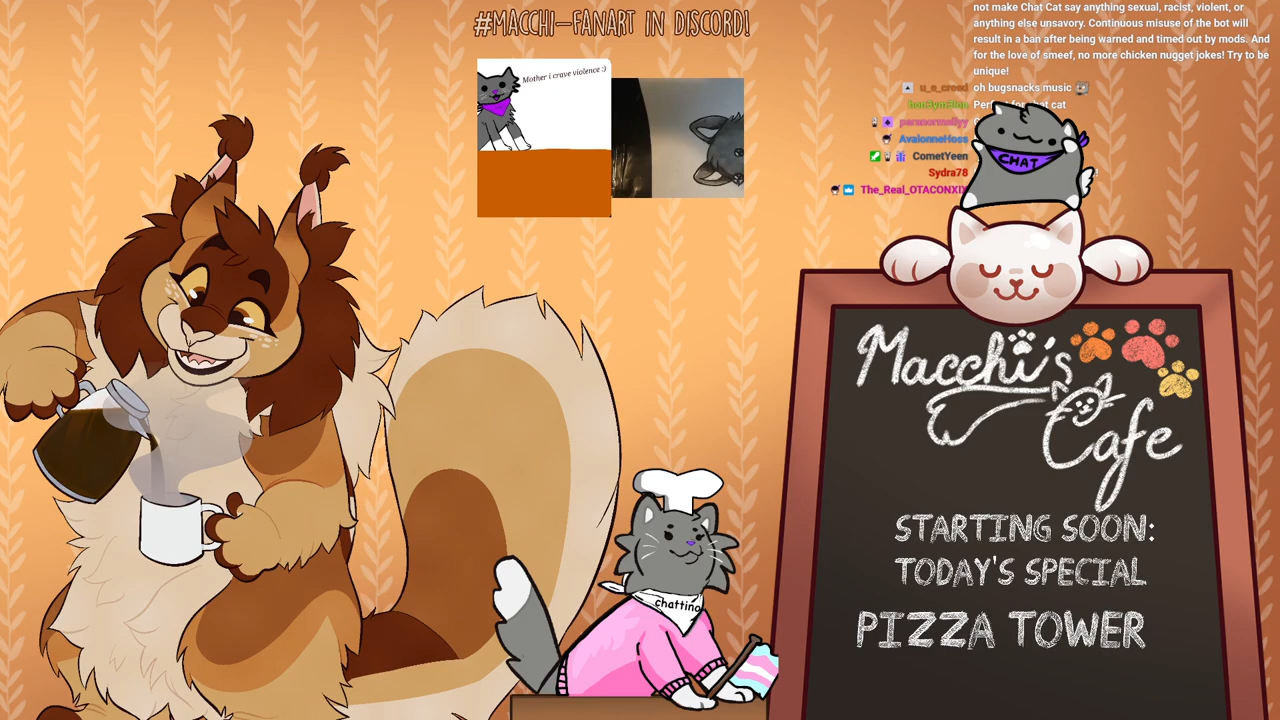 #MACCHI-FANART IN DISCORD!
Mother i crave violence :)
not make Chat Cat say anything sexual, racist, violent, or
anything else unsavory. Continuous misuse of the bot will
result in a ban after being warned and timed out by mods. And
for the love of smeef, no more chicken nugget jokes! Try to be
unique!
u_e_creed oh bugsnacks music
AvalonneHoss
CometYeen
Sydra78
The_Real_OTACONXIV
CHAT
Macchi's
Cafe
STARTING SOON:
TODAY'S SPECIAL
PIZZA TOWER
chattino